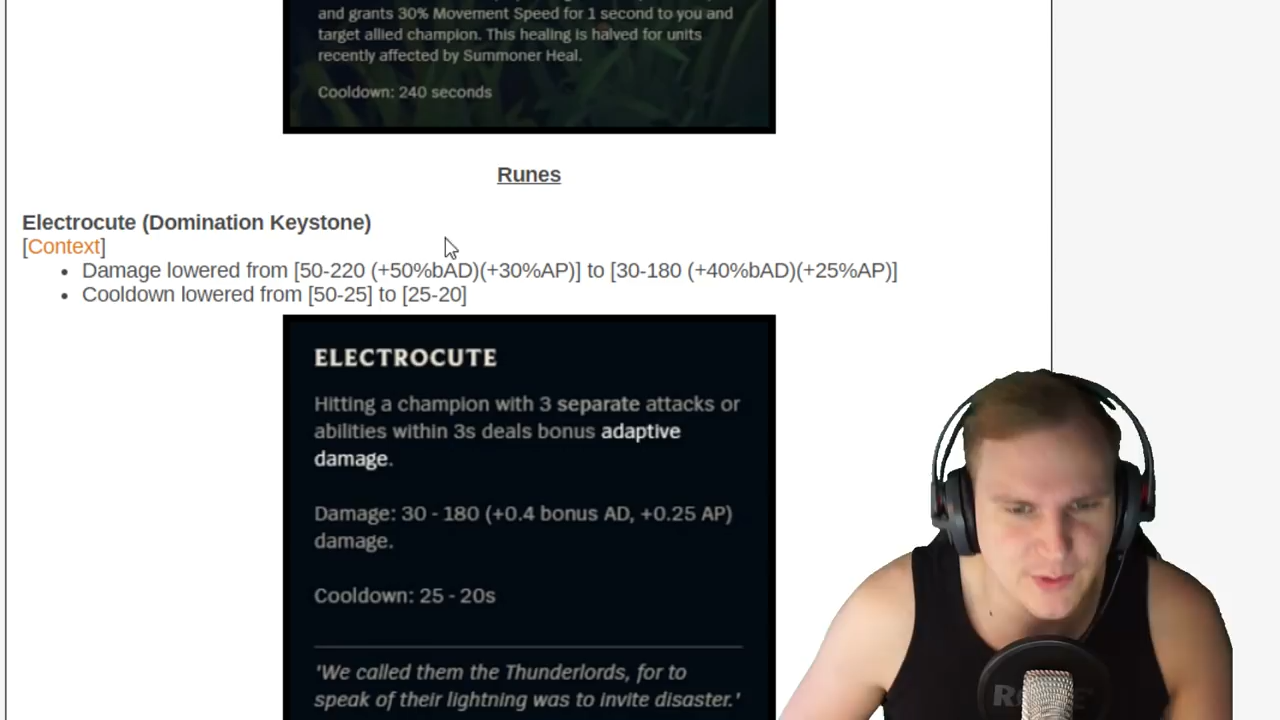 and grants 30% Movement Speed for 1 second to you and
target allied champion. This healing is halved for units
recently affected by Summoner Heal.
Cooldown: 240 seconds
Runes
Electrocute (Domination Keystone)
[Context]
• Damage lowered from [50-220 (+50%bAD)(+30%AP)] to [30-180 (+40%bAD)(+25%AP)]
• Cooldown lowered from [50-25] to [25-20]
ELECTROCUTE
Hitting a champion with 3 separate attacks or
abilities within 3s deals bonus adaptive
damage.
Damage: 30 - 180 (+0.4 bonus AD, +0.25 AP)
damage.
Cooldown: 25 - 20s
'We called them the Thunderlords, for to
speak of their lightning was to invite disaster.'